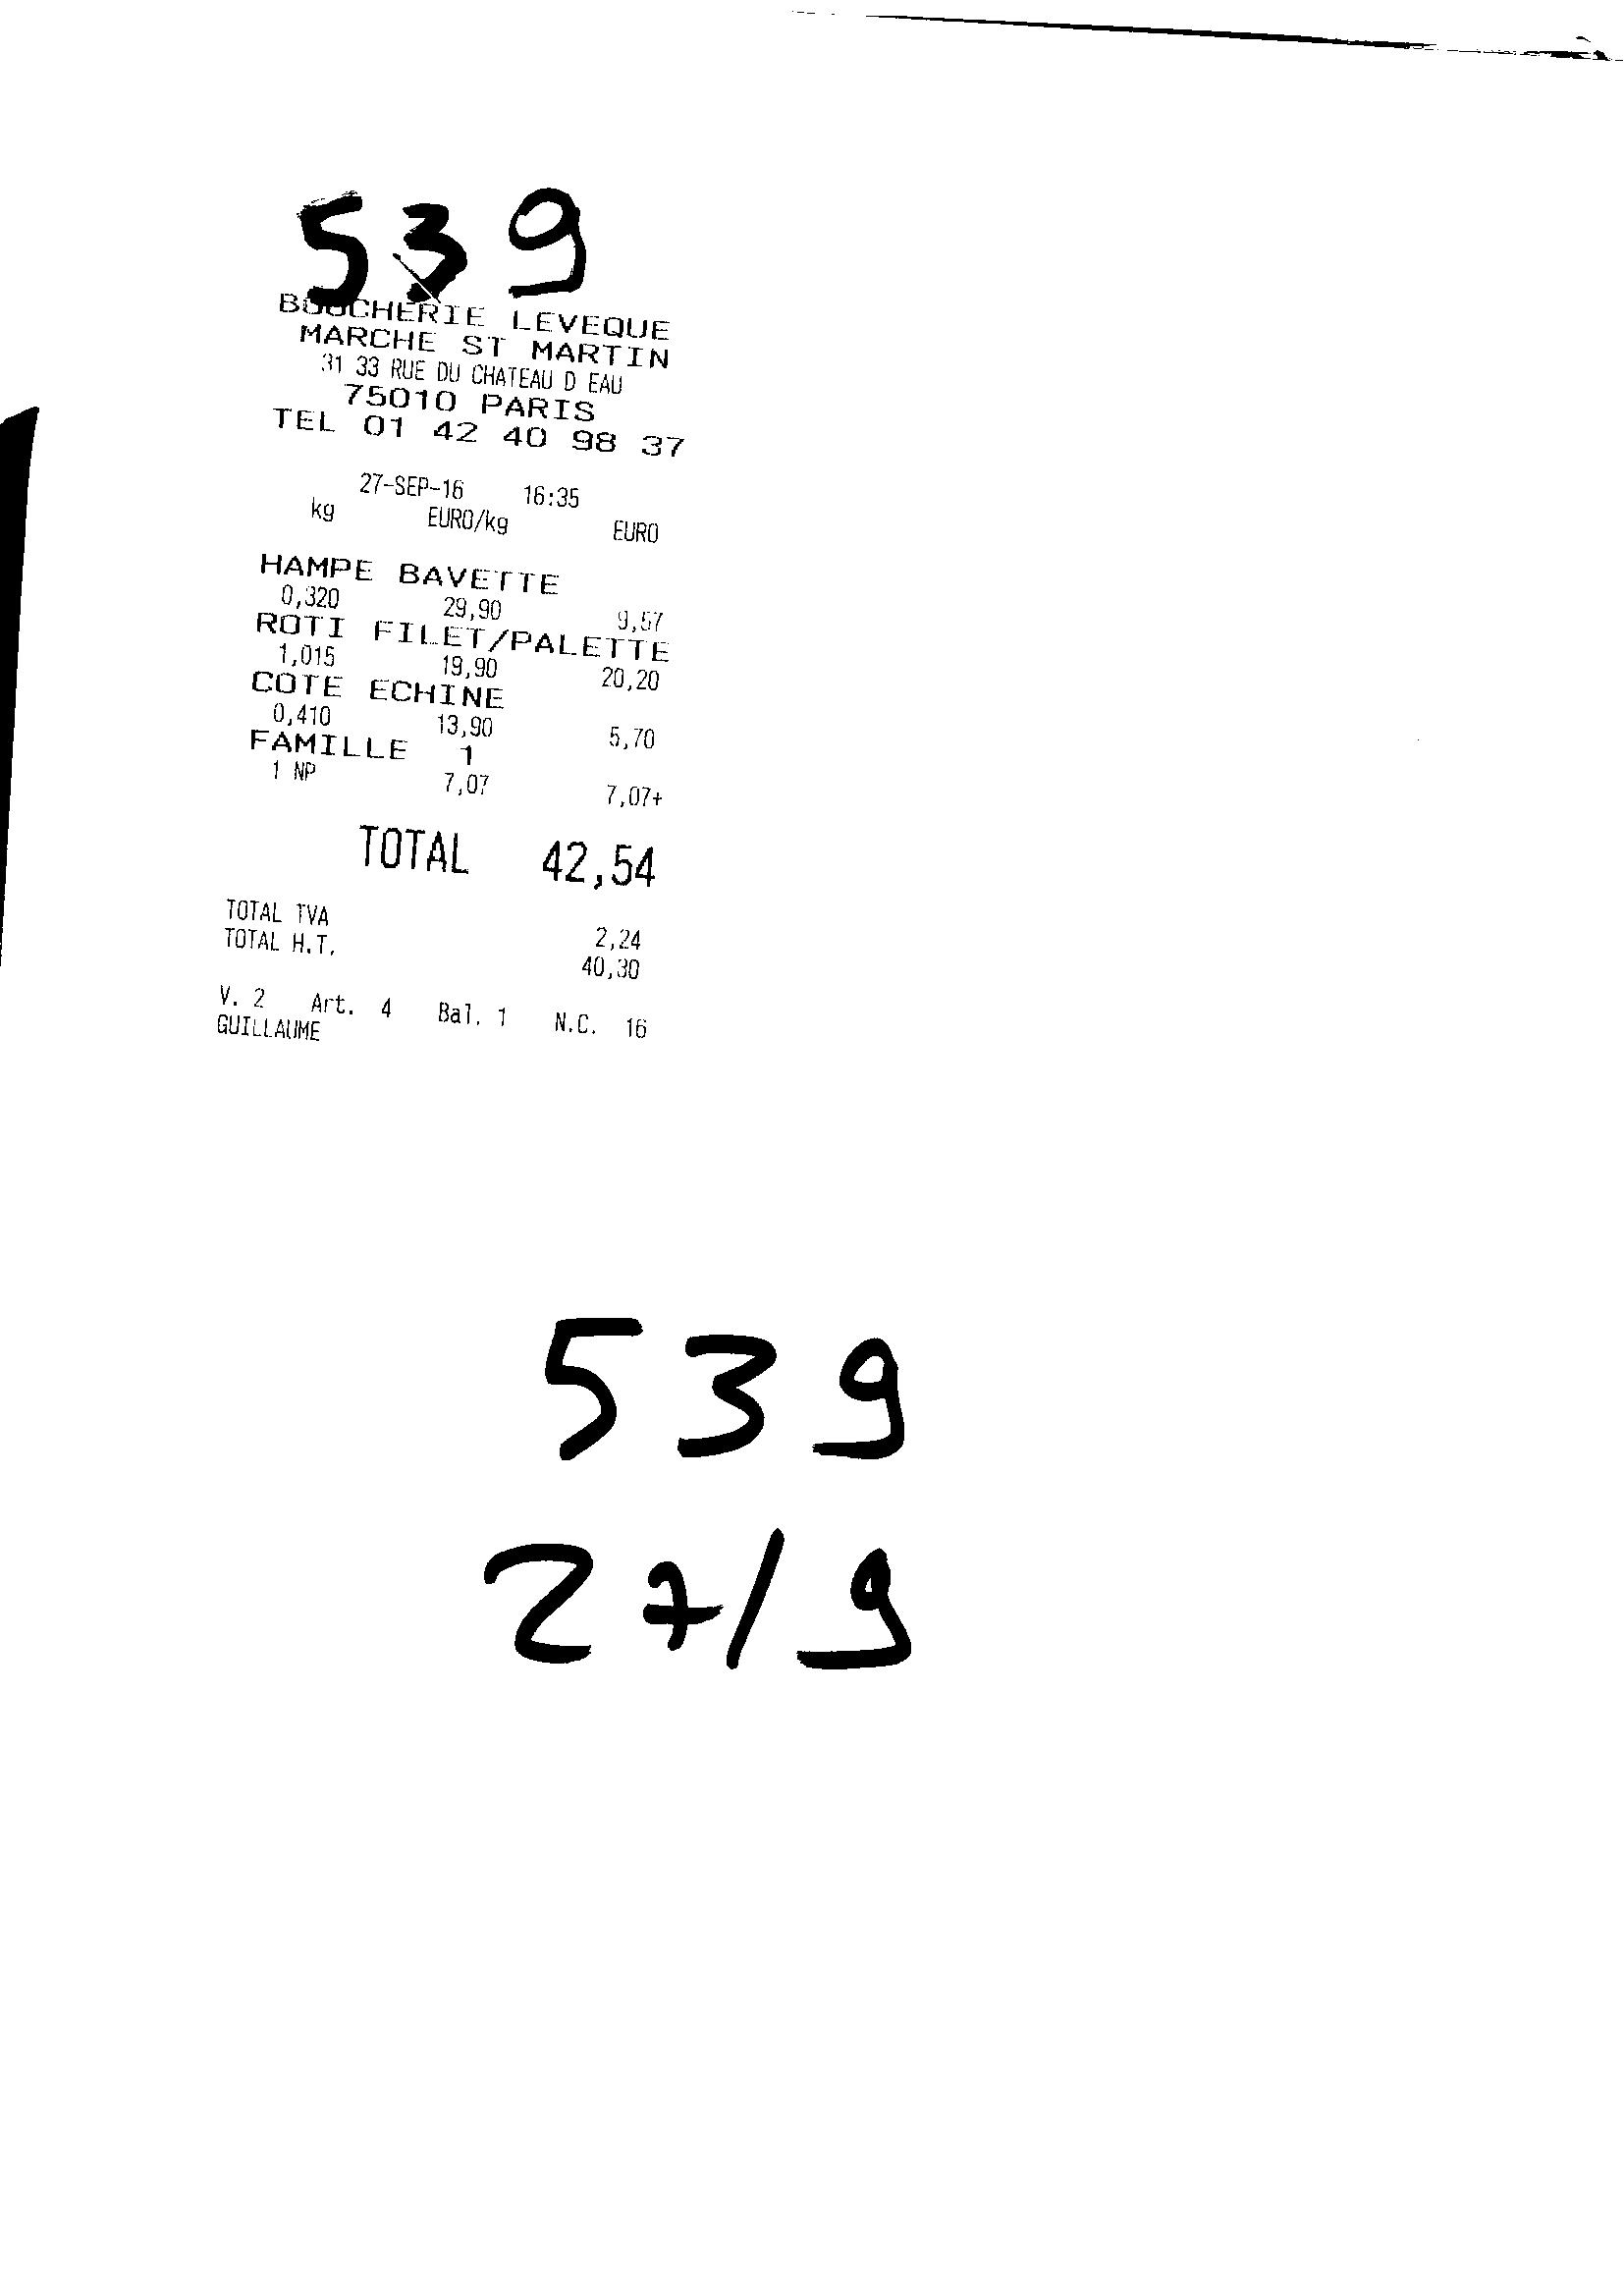 539
BOUCHERIE LEVEQUE
MARCHE ST MARTIN
31 33 RUE DU CHATEAU D EAU
75010 PARIS
TEL 01 42 40 98 37
27-SEP-16 16:35
kg EURO/kg EURO
HAMPE BAVETTE
0,320 29,90 9,57
ROTI FILET/PALETTE
1,015 19,90 20,20
COTE ECHINE
0,410 13,90 5,70
FAMILLE 1
1 NP 7,07 7,07+
TOTAL 42,54
TOTAL TVA 2,24
TOTAL H.T. 40,30
V. 2 Art. 4 Bal. 1 N.C. 16
GUILLAUME
539
27/9